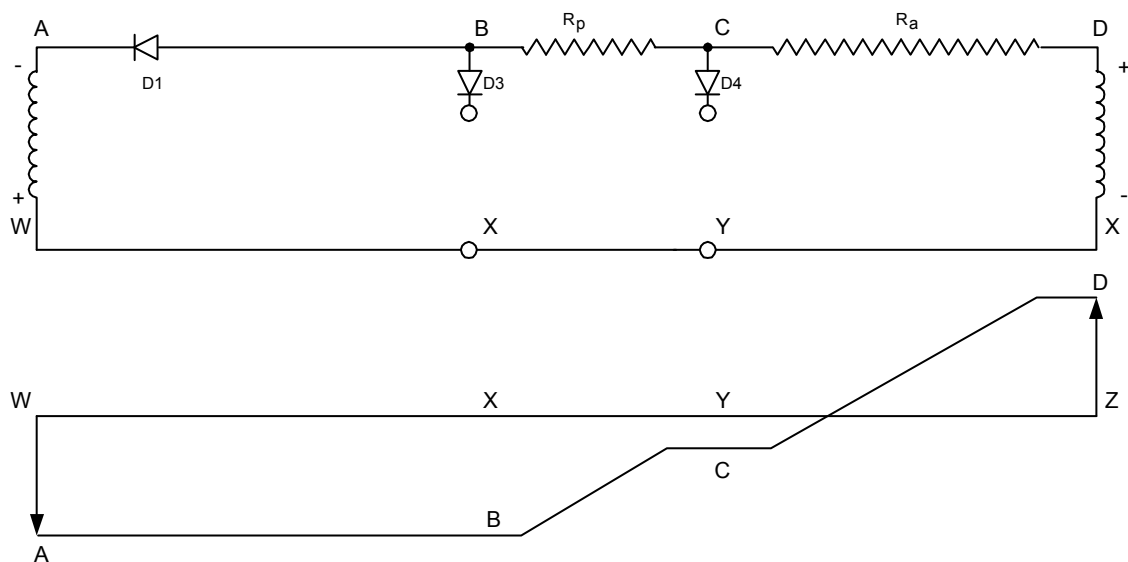 A B Rp C Ra D
- D1 D3 D4 +
+ -
W X Y X
D
W X Y Z
C
B
A